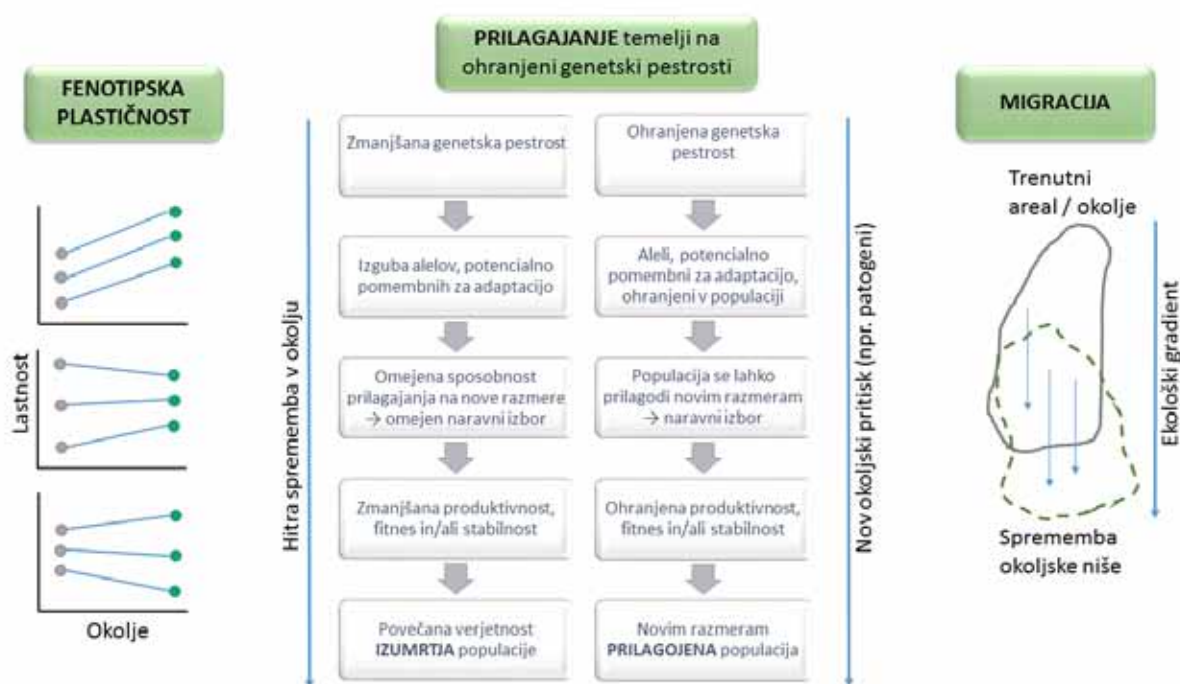 FENOTIPSKA
PLASTIČNOST
Lastnost
Okolje
PRILAGAJANJE temelji na
ohranjeni genetski pestrosti
Hitra sprememba v okolju
Zmanjšana genetska pestrost
Izguba alelov, potencialno
pomembnih za adaptacijo
Omejena sposobnost
prilagajanja na nove razmere
→ omejen naravni izbor
Zmanjšana produktivnost,
fitnes in/ali stabilnost
Povečana verjetnost
IZUMRTJA populacije
Ohranjena genetska
pestrost
Aleli, potencialno
pomembni za adaptacijo,
ohranjeni v populaciji
Populacija se lahko
prilagodi novim razmeram
→ naravni izbor
Ohranjena produktivnost,
fitnes in/ali stabilnost
Novim razmeram
PRILAGOJENA populacija
Nov okoljski pritisk (npr. patogeni)
MIGRACIJA
Trenutni
areal / okolje
Ekološki gradient
Sprememba
okoljske niše